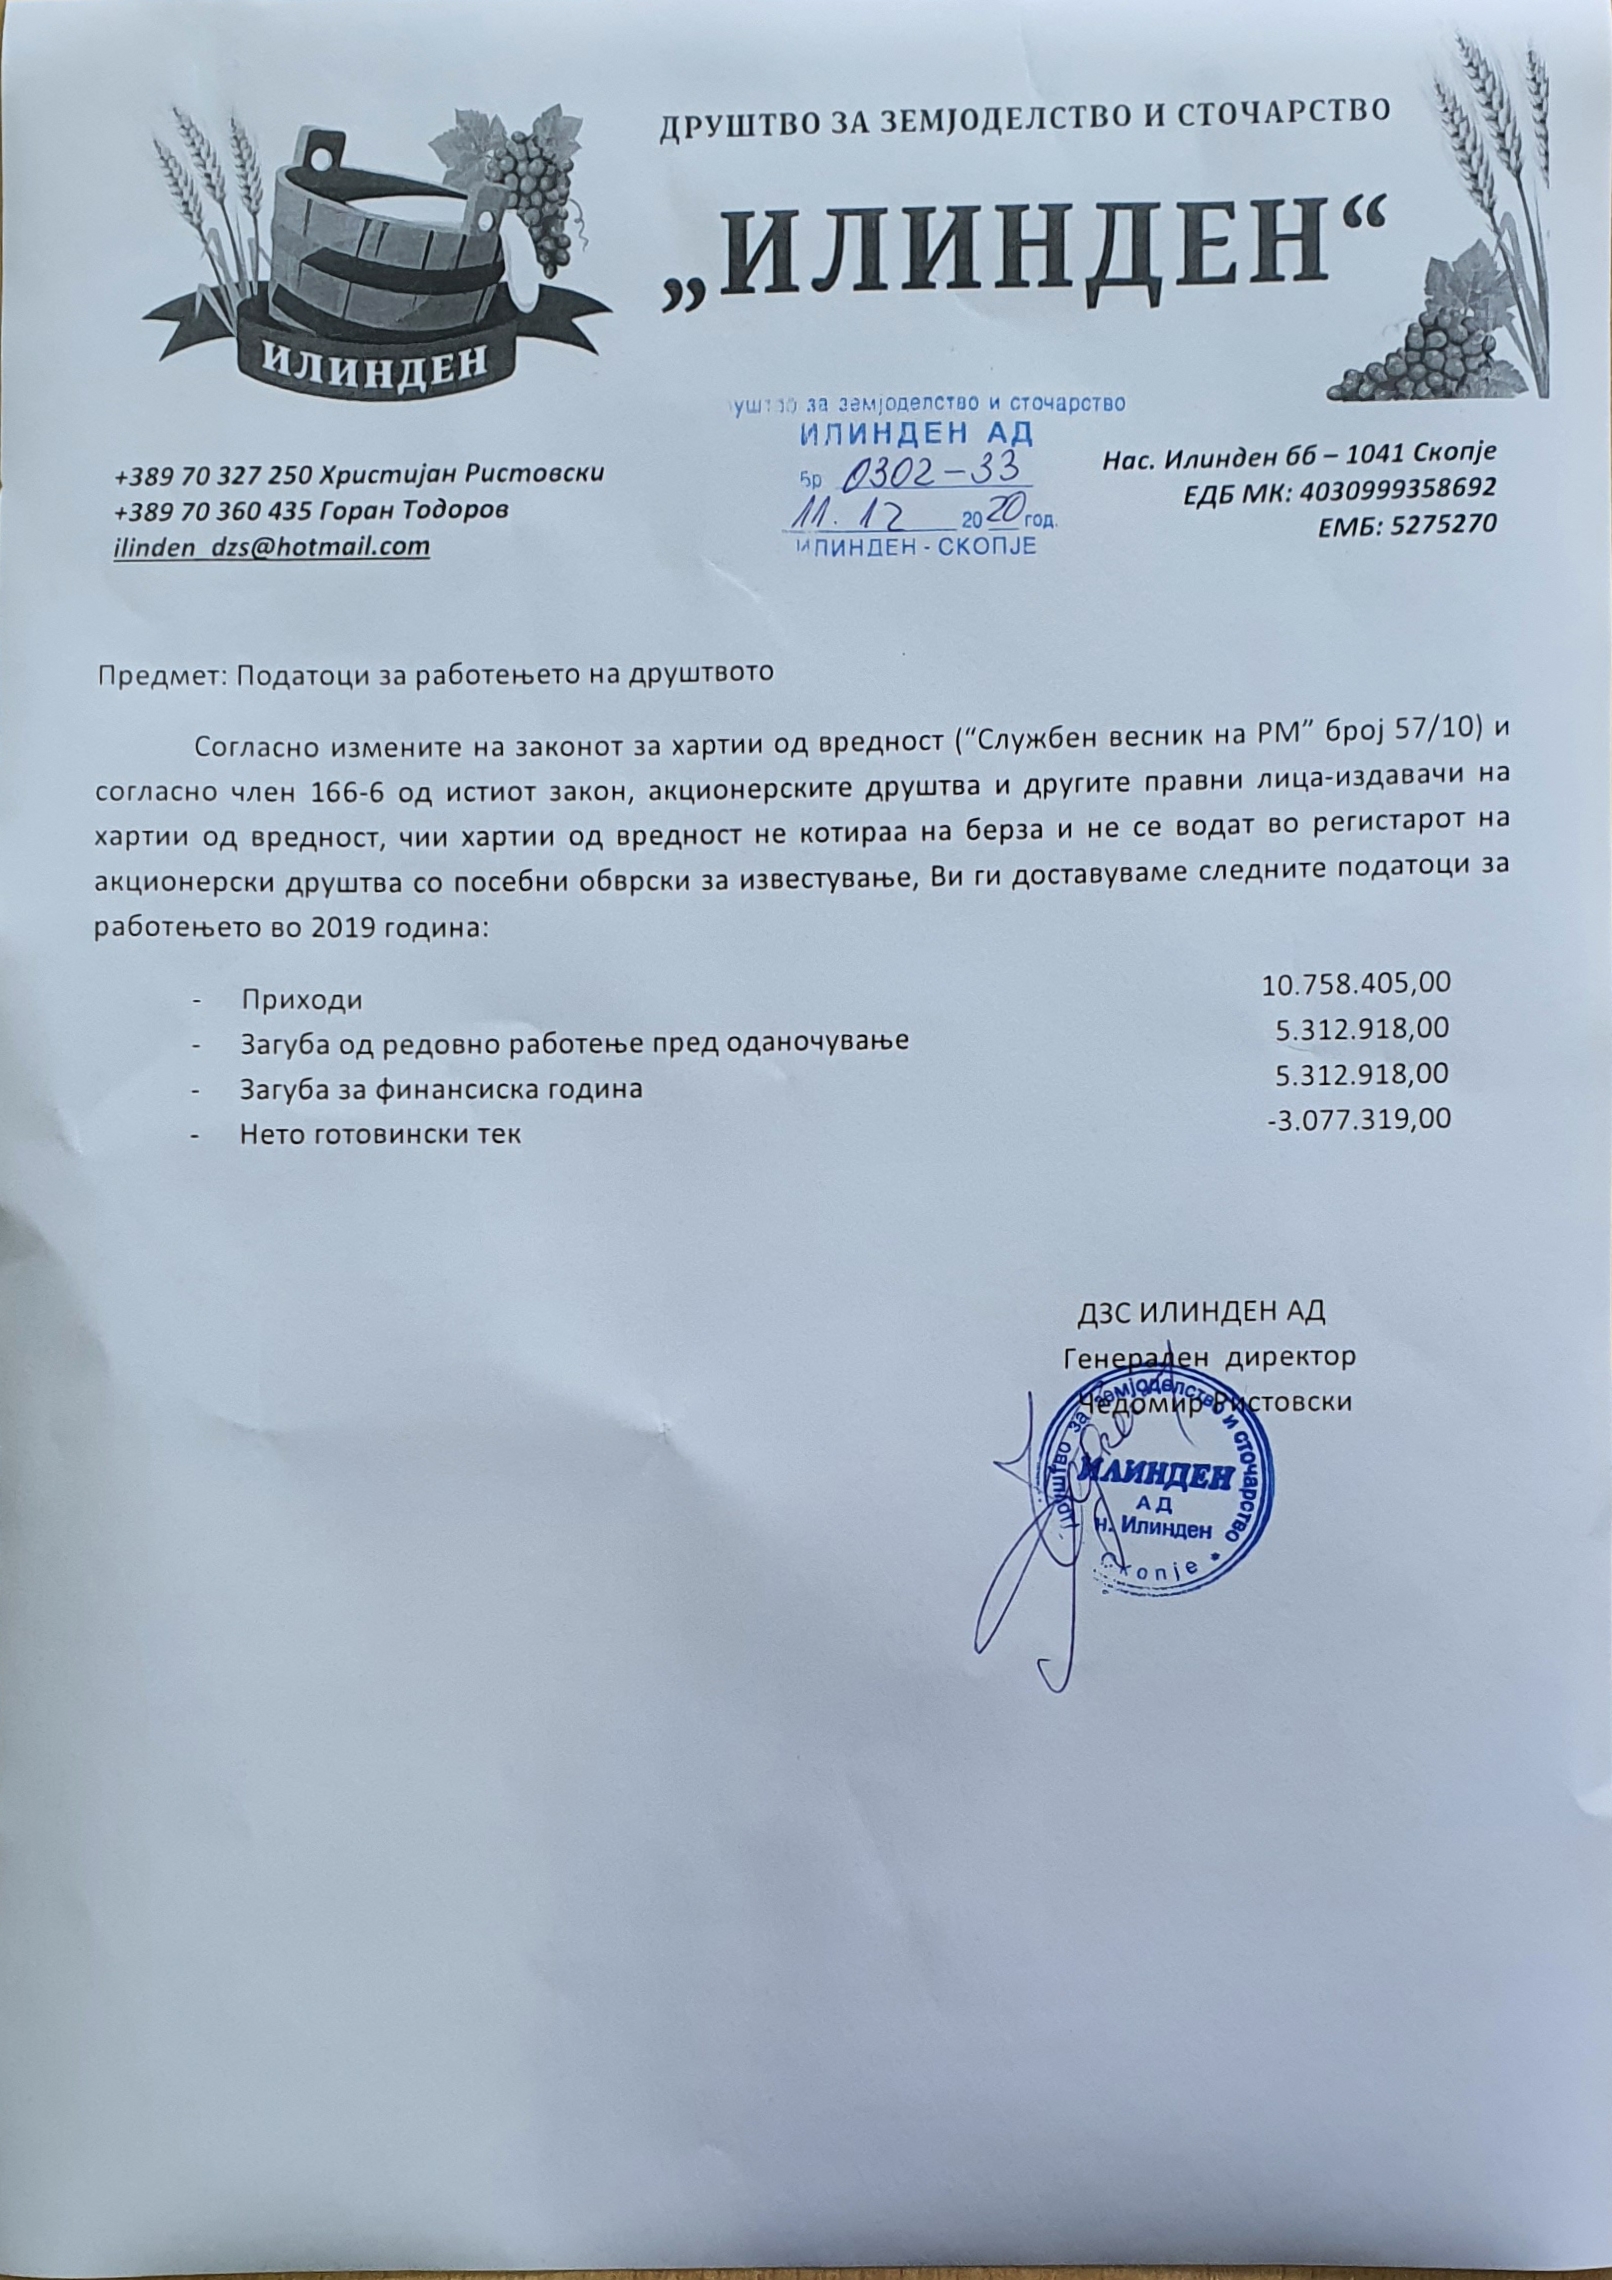 ДРУШТВО ЗА ЗЕМЈОДЕЛСТВО И СТОЧАРСТВО
„ИЛИНДЕН“
ИЛИНДЕН
за земјоделство и сточарство
ИЛИНДЕН АД
бр 0302-33
11.12 2020 год.
ИЛИНДЕН - СКОПЈЕ
+389 70 327 250 Христијан Ристовски
+389 70 360 435 Горан Тодоров
ilinden_dzs@hotmail.com
Нас. Илинден бб – 1041 Скопје
ЕДБ МК: 4030999358692
ЕМБ: 5275270
Предмет: Податоци за работењето на друштвото
Согласно измените на законот за хартии од вредност (“Службен весник на РМ” број 57/10) и
согласно член 166-6 од истиот закон, акционерските друштва и другите правни лица-издавачи на
хартии од вредност, чии хартии од вредност не котираа на берза и не се водат во регистарот на
акционерски друштва со посебни обврски за известување, Ви ги доставуваме следните податоци за
работењето во 2019 година:
- Приходи 10.758.405,00
- Загуба од редовно работење пред оданочување 5.312.918,00
- Загуба за финансиска година 5.312.918,00
- Нето готовински тек -3.077.319,00
ДЗС ИЛИНДЕН АД
Генерален директор
Чедомир Ристовски
Друштво за земјоделство и сточарство
ИЛИНДЕН
АД
н. Илинден
Скопје